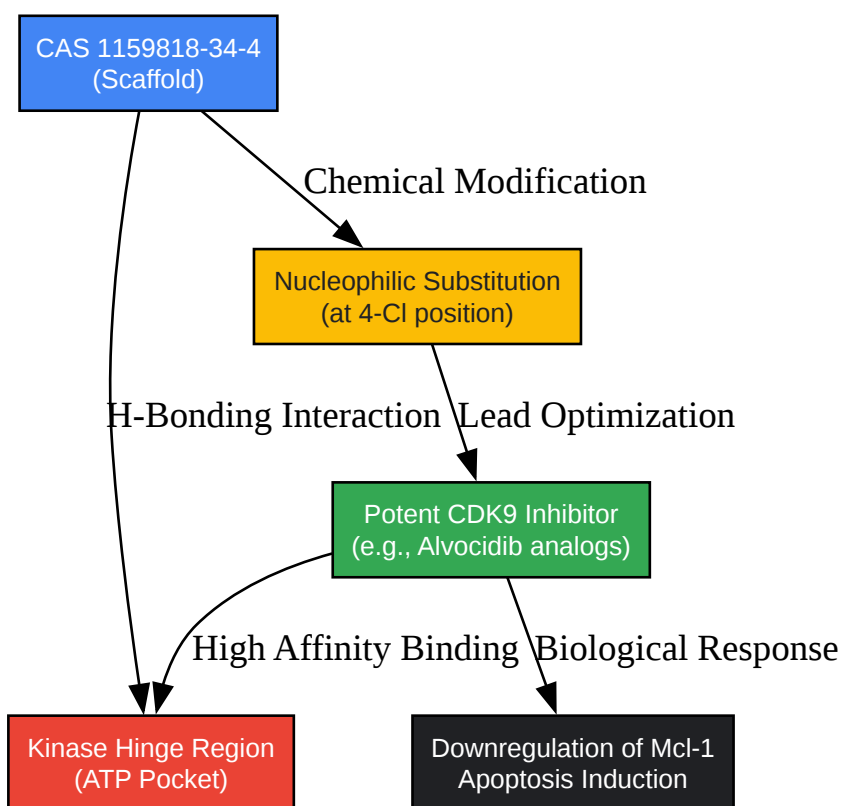 CAS 1159818-34-4
(Scaffold)
Chemical Modification
Nucleophilic Substitution
(at 4-Cl position)
H-Bonding Interaction
Lead Optimization
Potent CDK9 Inhibitor
(e.g., Alvocidib analogs)
High Affinity Binding
Biological Response
Kinase Hinge Region
(ATP Pocket)
Downregulation of Mcl-1
Apoptosis Induction